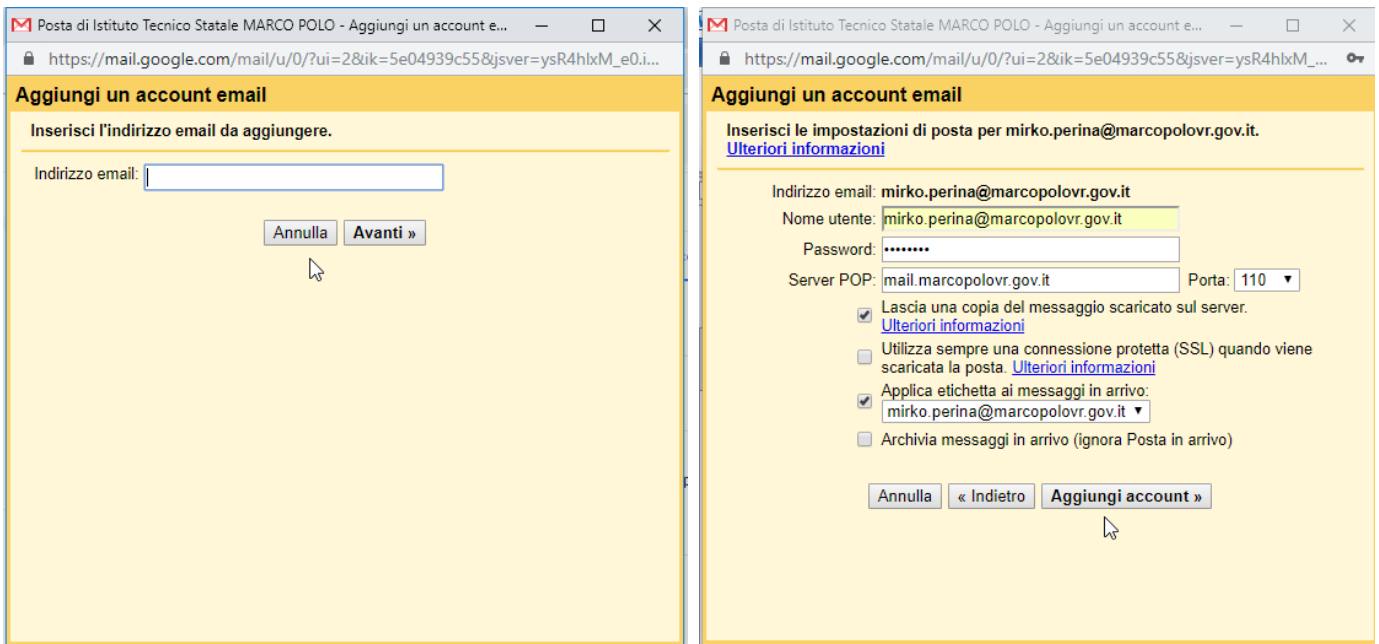 Posta di Istituto Tecnico Statale MARCO POLO - Aggiungi un account e...
https://mail.google.com/mail/u/0/?ui=2&ik=5e04939c55&jsver=ysR4hlxM_e0.i...
Aggiungi un account email
Inserisci l'indirizzo email da aggiungere.
Indirizzo email:
Annulla
Avanti »
Posta di Istituto Tecnico Statale MARCO POLO - Aggiungi un account e...
https://mail.google.com/mail/u/0/?ui=2&ik=5e04939c55&jsver=ysR4hlxM_...
Aggiungi un account email
Inserisci le impostazioni di posta per mirko.perina@marcopolovr.gov.it.
Ulteriori informazioni
Indirizzo email: mirko.perina@marcopolovr.gov.it
Nome utente: mirko.perina@marcopolovr.gov.it
Password: ••••••••
Server POP: mail.marcopolovr.gov.it Porta: 110
Lascia una copia del messaggio scaricato sul server.
Ulteriori informazioni
Utilizza sempre una connessione protetta (SSL) quando viene
scaricata la posta. Ulteriori informazioni
Applica etichetta ai messaggi in arrivo:
mirko.perina@marcopolovr.gov.it
Archivia messaggi in arrivo (ignora Posta in arrivo)
Annulla
« Indietro
Aggiungi account »